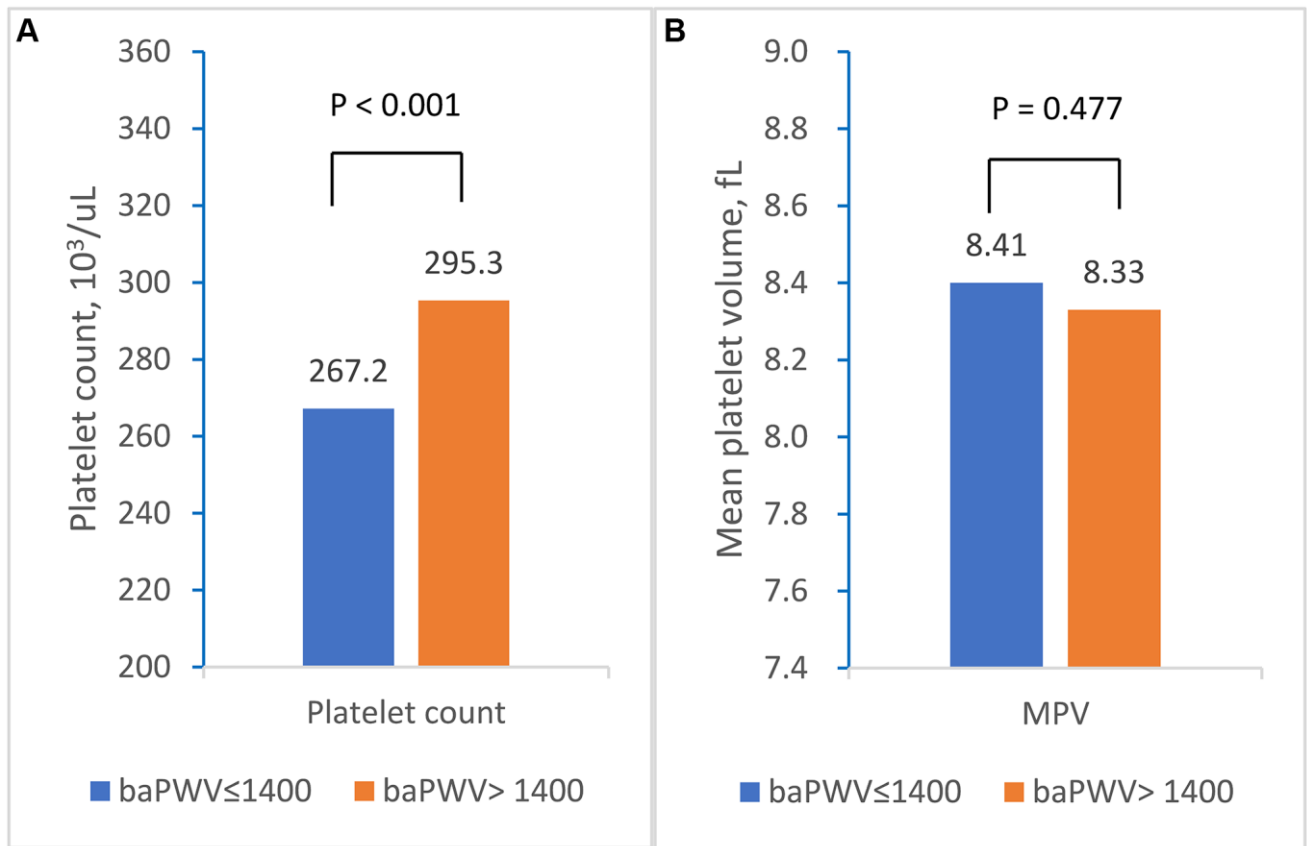 A
Platelet count, 10³/uL
360
340
320
300
280
260
240
220
200
P < 0.001
267.2
295.3
Platelet count
baPWV≤1400
baPWV> 1400
B
Mean platelet volume, fL
9.0
8.8
8.6
8.4
8.2
8.0
7.8
7.6
7.4
P = 0.477
8.41
8.33
MPV
baPWV≤1400
baPWV> 1400